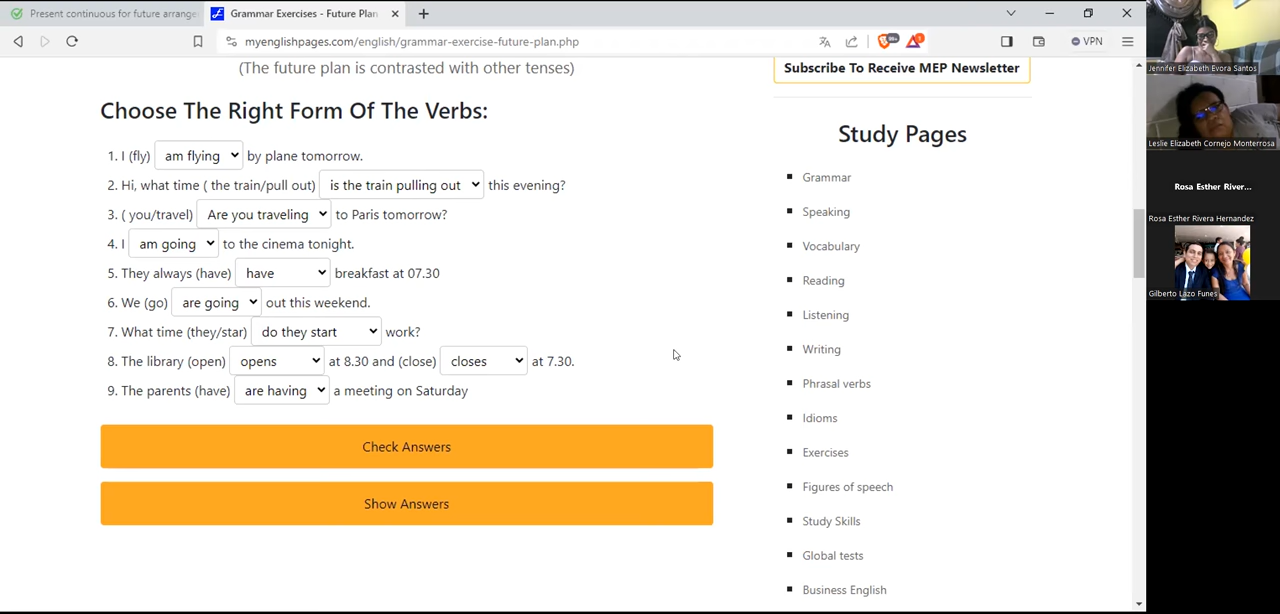 Present continuous for future arrange
Grammar Exercises - Future Plan
myenglishpages.com/english/grammar-exercise-future-plan.php
VPN
(The future plan is contrasted with other tenses)
Choose The Right Form Of The Verbs:
1. I (fly) am flying by plane tomorrow.
2. Hi, what time ( the train/pull out) is the train pulling out this evening?
3. ( you/travel) Are you traveling to Paris tomorrow?
4. I am going to the cinema tonight.
5. They always (have) have breakfast at 07.30
6. We (go) are going out this weekend.
7. What time (they/star) do they start work?
8. The library (open) opens at 8.30 and (close) closes at 7.30.
9. The parents (have) are having a meeting on Saturday
Check Answers
Show Answers
Subscribe To Receive MEP Newsletter
Study Pages
Grammar
Speaking
Vocabulary
Reading
Listening
Writing
Phrasal verbs
Idioms
Exercises
Figures of speech
Study Skills
Global tests
Business English
Jennifer Elizabeth Evora Santos
Leslie Elizabeth Cornejo Monterrosa
Rosa Esther River...
Rosa Esther Rivera Hernandez
Gilberto Lazo Funes